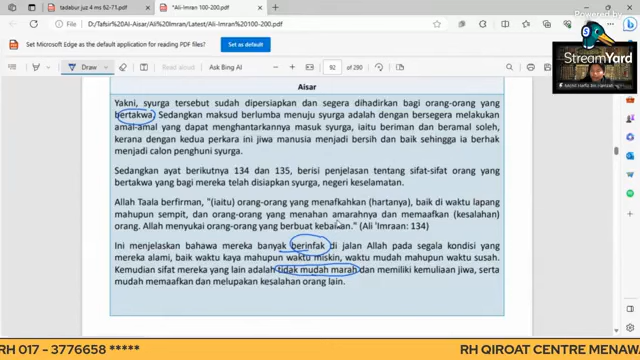 tadabur juz 4 ms 62-71.pdf
*Ali-Imran 100-200.pdf
D:/Tafsir%20Al-Aisar/Ali%20Imran/Latest/Ali-Imran%20100-200.pdf
Set Microsoft Edge as the default application for reading PDF files?
Set as default
Draw
Ask Bing AI
92
of 290
StreamYard
Aisar
Yakni, syurga tersebut sudah dipersiapkan dan segera dihadirkan bagi orang-orang yang
bertakwa. Sedangkan maksud berlumba menuju syurga adalah dengan bersegera melakukan
amal-amal yang dapat menghantarkannya masuk syurga, iaitu beriman dan beramal soleh,
kerana dengan kedua perkara ini jiwa manusia menjadi bersih dan baik sehingga ia berhak
menjadi calon penghuni syurga.
Sedangkan ayat berikutnya 134 dan 135, berisi penjelasan tentang sifat-sifat orang yang
bertakwa yang bagi mereka telah disiapkan syurga, negeri keselamatan.
Allah Taala berfirman, "(iaitu) orang-orang yang menafkahkan (hartanya), baik di waktu lapang
mahupun sempit, dan orang-orang yang menahan amarahnya dan memaafkan (kesalahan)
orang. Allah menyukai orang-orang yang berbuat kebaikan." (Ali 'Imraan: 134)
Ini menjelaskan bahawa mereka banyak berinfak di jalan Allah pada segala kondisi yang
mereka alami, baik waktu kaya mahupun waktu miskin, waktu mudah mahupun waktu susah.
Kemudian sifat mereka yang lain adalah tidak mudah marah dan memiliki kemuliaan jiwa, serta
mudah memaafkan dan melupakan kesalahan orang lain.
RH 017 - 3776658 *****
RH QIROAT CENTRE MENAW